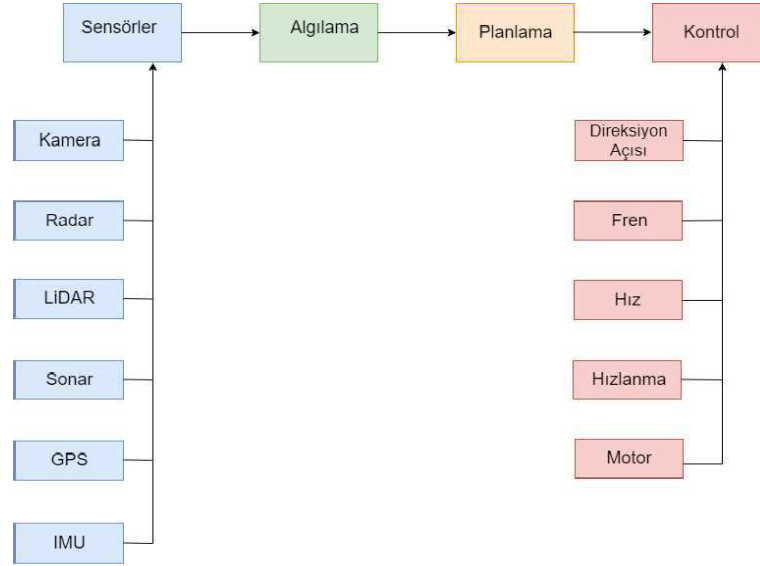 Sensörler
Algılama
Planlama
Kontrol
Kamera
Radar
LiDAR
Sonar
GPS
IMU
Direksiyon
Açısı
Fren
Hız
Hızlanma
Motor